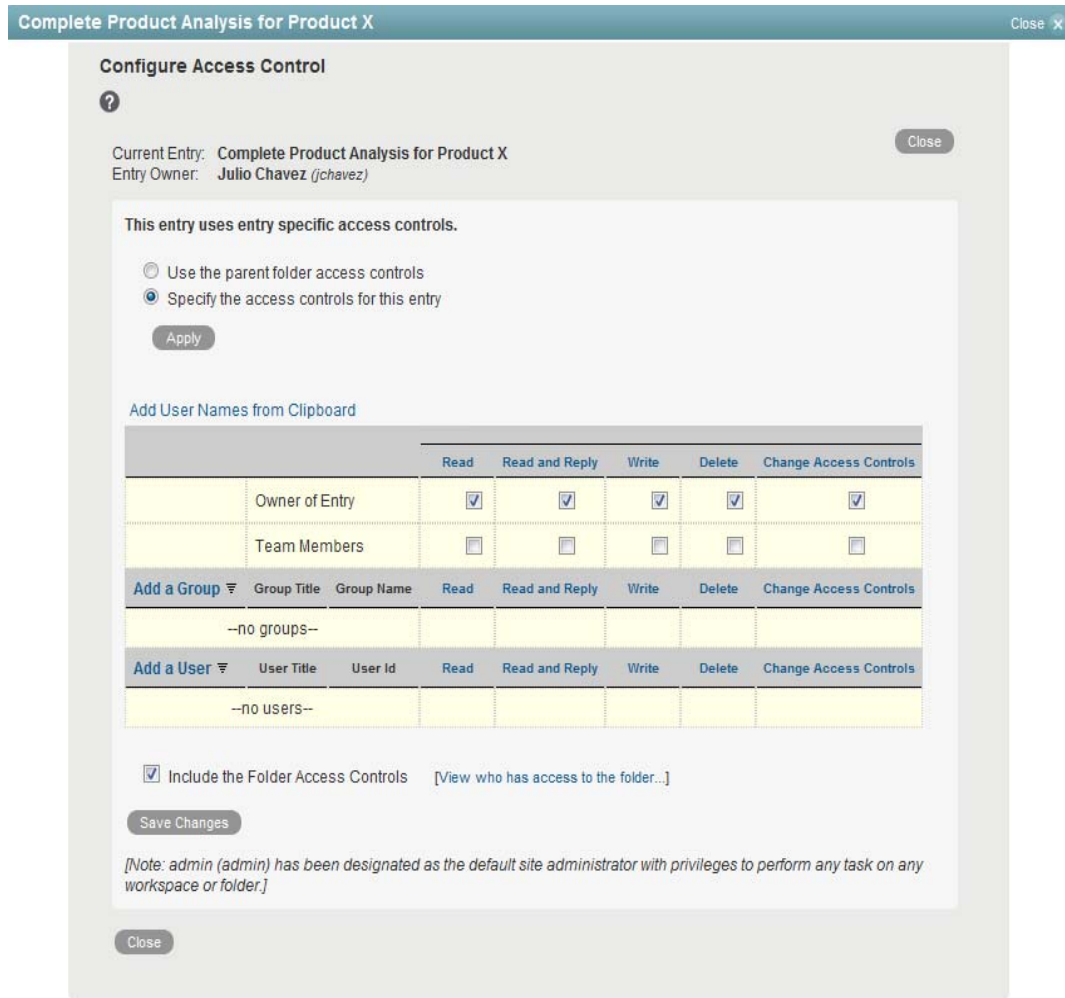 Complete Product Analysis for Product X
Close x
Configure Access Control
?
Close
Current Entry: Complete Product Analysis for Product X
Entry Owner: Julio Chavez (jchavez)
This entry uses entry specific access controls.
Use the parent folder access controls
Specify the access controls for this entry
Apply
Add User Names from Clipboard
Read Read and Reply Write Delete Change Access Controls
Owner of Entry
Team Members
Add a Group Group Title Group Name Read Read and Reply Write Delete Change Access Controls
--no groups--
Add a User User Title User Id Read Read and Reply Write Delete Change Access Controls
--no users--
Include the Folder Access Controls [View who has access to the folder...]
Save Changes
[Note: admin (admin) has been designated as the default site administrator with privileges to perform any task on any
workspace or folder.]
Close